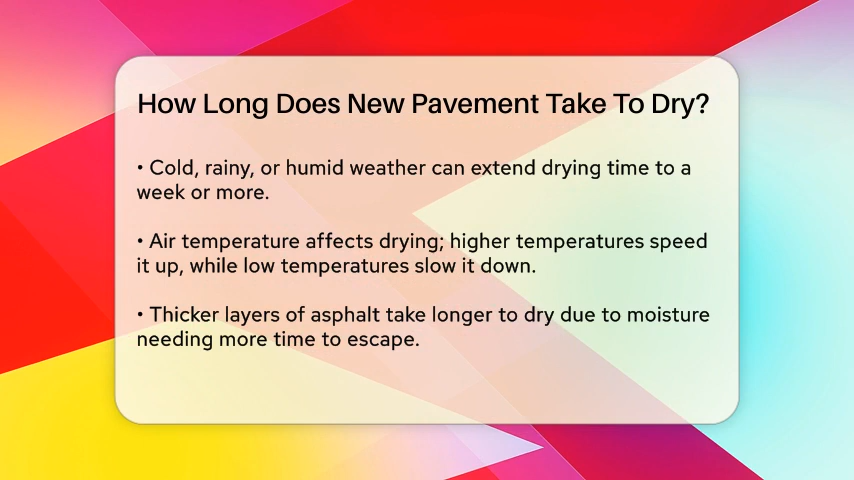 How Long Does New Pavement Take To Dry?
• Cold, rainy, or humid weather can extend drying time to a
week or more.
• Air temperature affects drying; higher temperatures speed
it up, while low temperatures slow it down.
• Thicker layers of asphalt take longer to dry due to moisture
needing more time to escape.